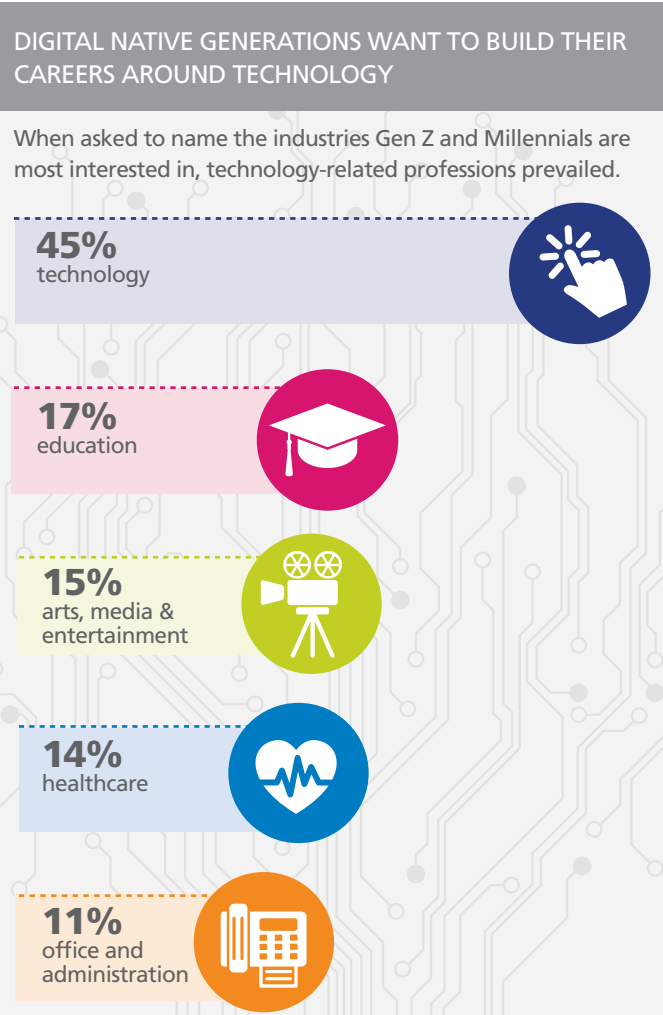 DIGITAL NATIVE GENERATIONS WANT TO BUILD THEIR
CAREERS AROUND TECHNOLOGY
When asked to name the industries Gen Z and Millennials are
most interested in, technology-related professions prevailed.
45%
technology
17%
education
15%
arts, media &
entertainment
14%
healthcare
11%
office and
administration